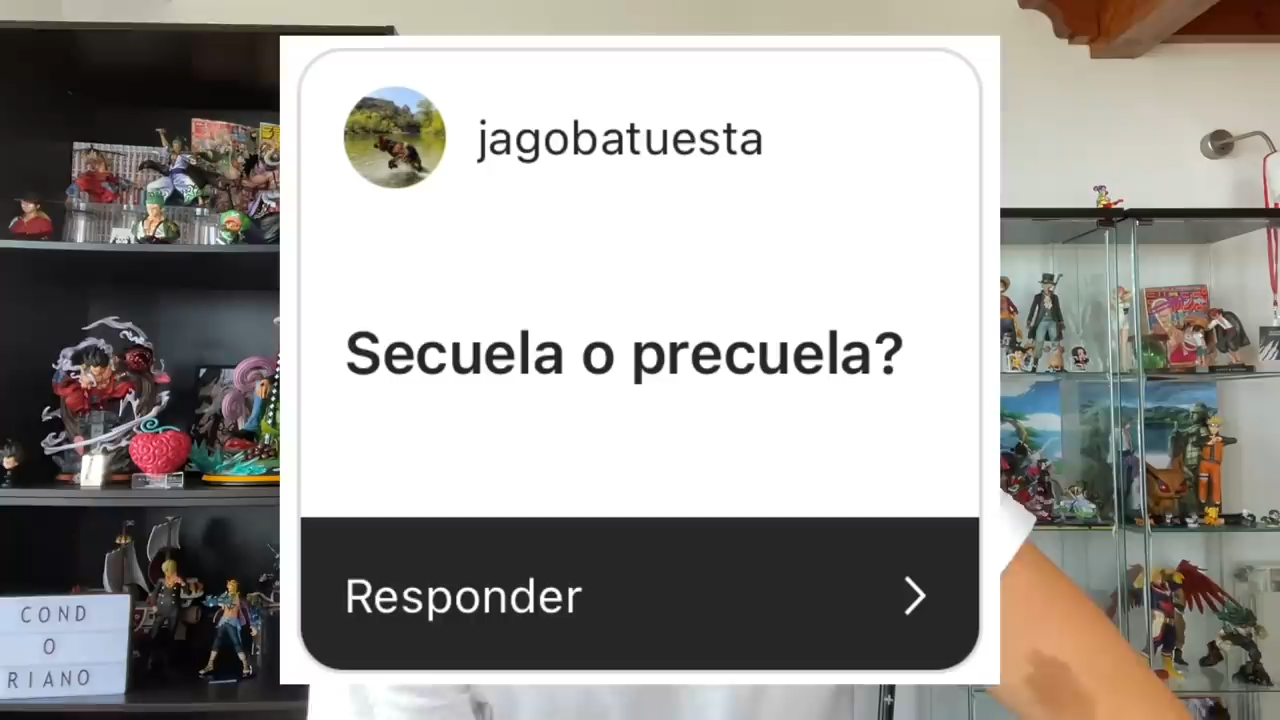 jagobatuesta
Secuela o precuela?
Responder
COND
O
RIANO